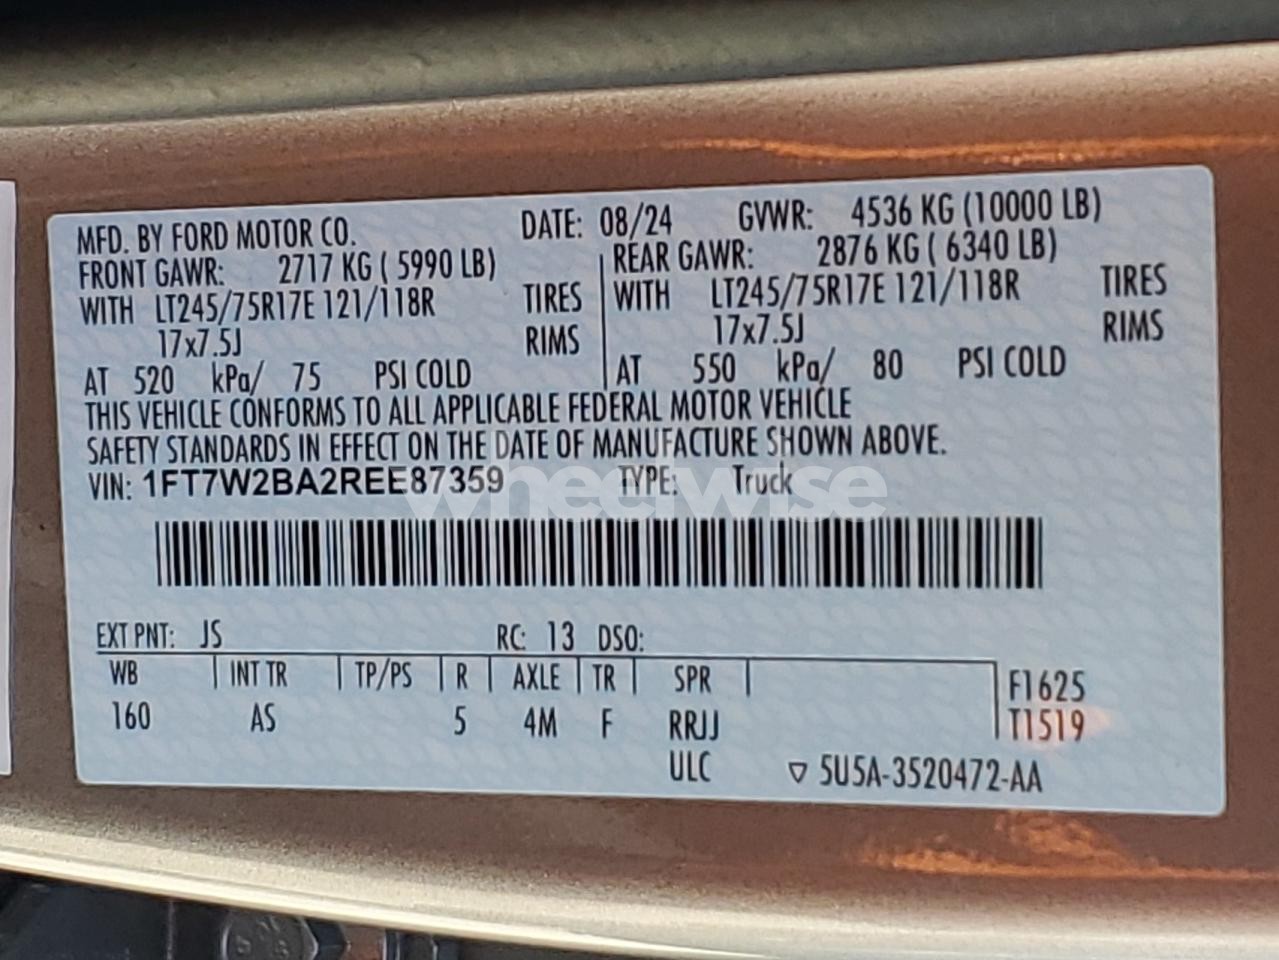 MFD. BY FORD MOTOR CO. DATE: 08/24 GVWR: 4536 KG (10000 LB)
FRONT GAWR: 2717 KG ( 5990 LB) REAR GAWR: 2876 KG ( 6340 LB)
WITH LT245/75R17E 121/118R TIRES WITH LT245/75R17E 121/118R TIRES
17x7.5J RIMS 17x7.5J RIMS
AT 520 kPa/ 75 PSI COLD AT 550 kPa/ 80 PSI COLD
THIS VEHICLE CONFORMS TO ALL APPLICABLE FEDERAL MOTOR VEHICLE
SAFETY STANDARDS IN EFFECT ON THE DATE OF MANUFACTURE SHOWN ABOVE.
VIN: 1FT7W2BA2REE87359 TYPE: Truck
wheelwise
EXT PNT: JS RC: 13 DSO:
WB INT TR TP/PS R AXLE TR SPR F1625
160 AS 5 4M F RRJJ T1519
ULC ▽ 5U5A-3520472-AA